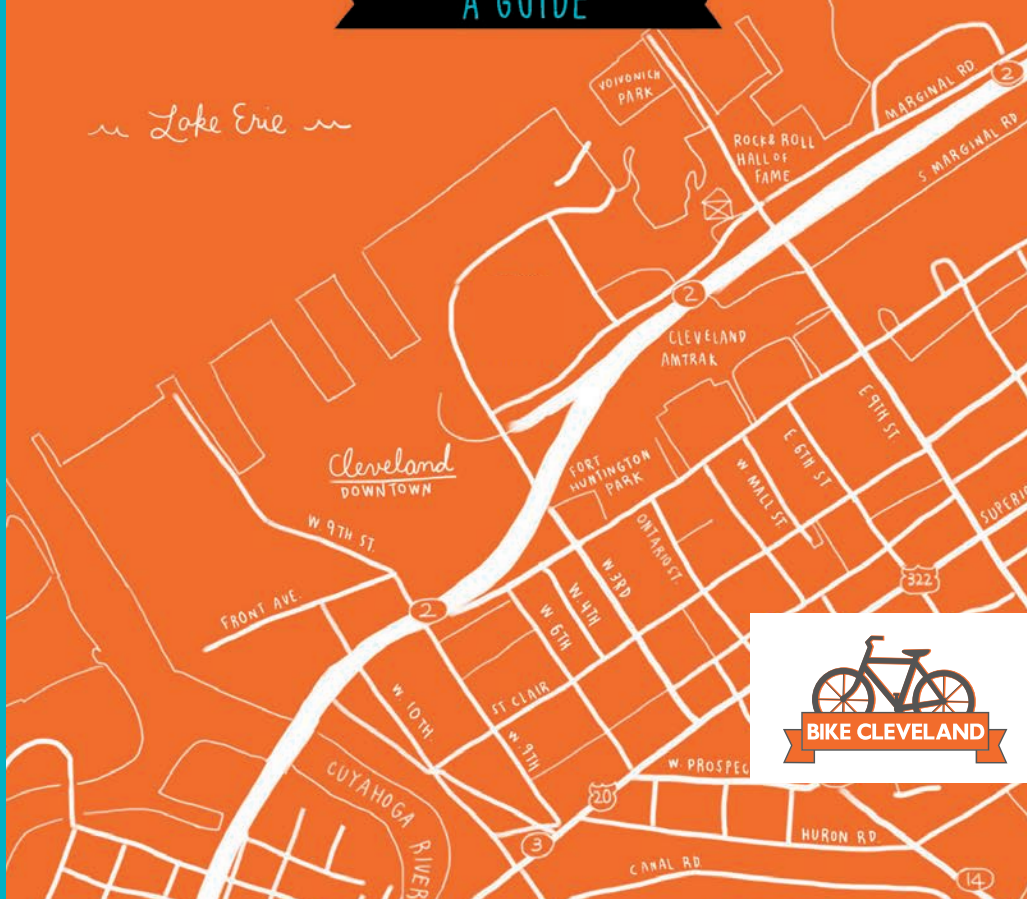 A GUIDE
Lake Erie
VOIVONICH
PARK
MARGINAL RD.
2
ROCK & ROLL
HALL OF
FAME
S MARGINAL RD.
2
CLEVELAND
AMTRAK
E 9TH ST
Cleveland
DOWNTOWN
FORT
HUNTINGTON
PARK
E 6TH ST
W MALL ST.
ONTARIO ST.
SUPERI
W 9TH ST.
W 3RD
322
FRONT AVE.
2
W 4TH
W 6TH
W. 10TH.
ST CLAIR
W. 9TH
BIKE CLEVELAND
CUYAHOGA RIVER
W. PROSPEC
20
3
HURON RD.
CANAL RD.
14